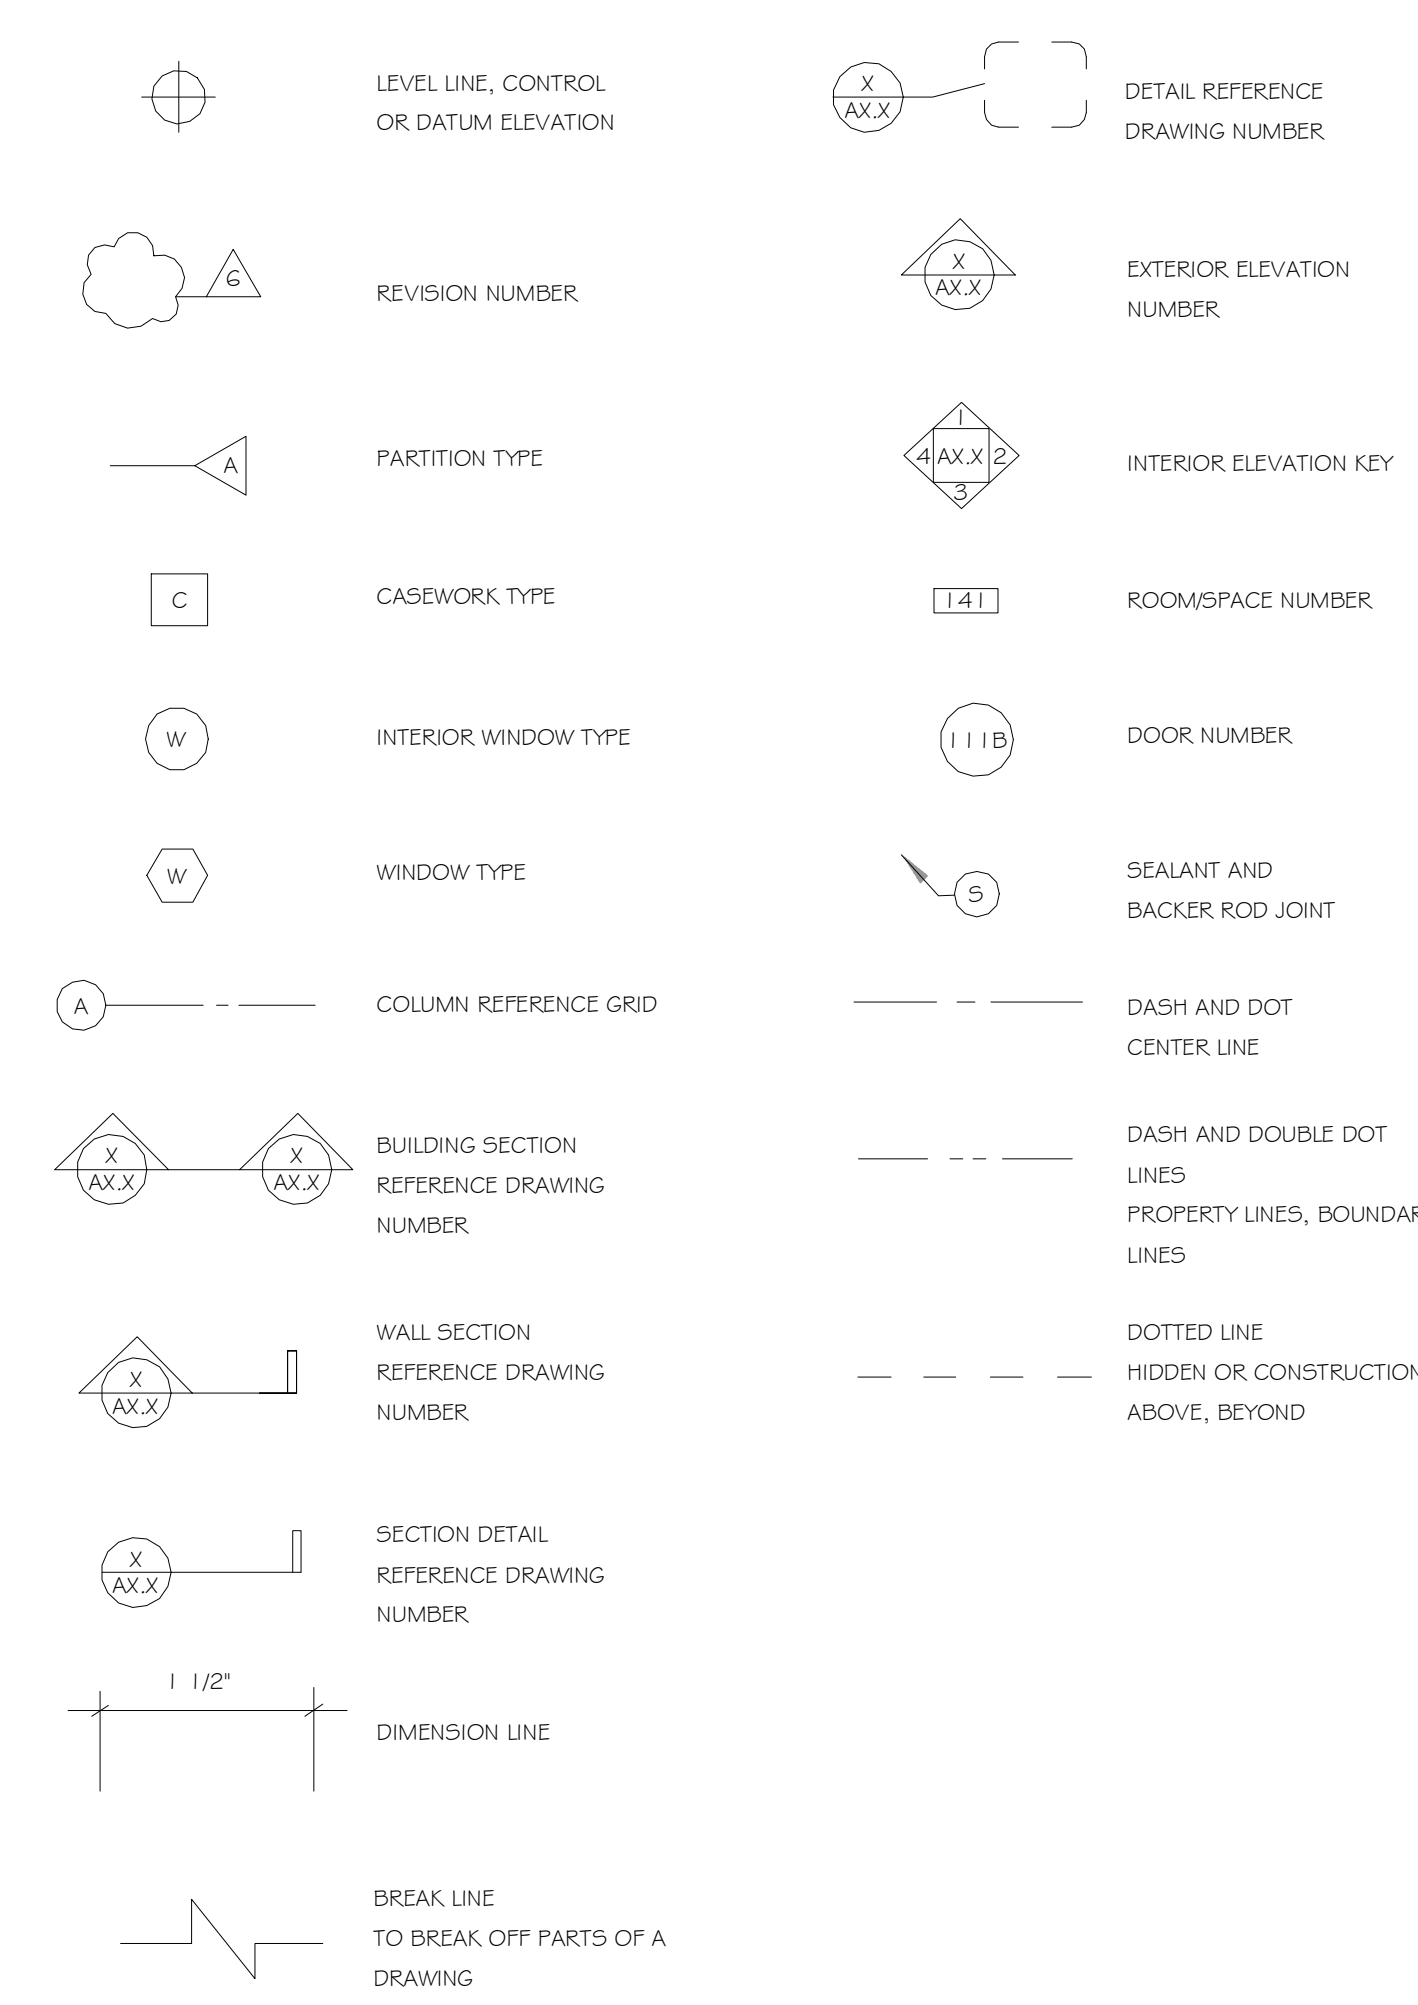 LEVEL LINE, CONTROL
OR DATUM ELEVATION
6
REVISION NUMBER
A
PARTITION TYPE
C
CASEWORK TYPE
W
INTERIOR WINDOW TYPE
W
WINDOW TYPE
A
COLUMN REFERENCE GRID
X
AX.X
X
AX.X
BUILDING SECTION
REFERENCE DRAWING
NUMBER
X
AX.X
WALL SECTION
REFERENCE DRAWING
NUMBER
X
AX.X
SECTION DETAIL
REFERENCE DRAWING
NUMBER
1 1/2"
DIMENSION LINE
BREAK LINE
TO BREAK OFF PARTS OF A
DRAWING
X
AX.X
DETAIL REFERENCE
DRAWING NUMBER
X
AX.X
EXTERIOR ELEVATION
NUMBER
1
4 AX.X 2
3
INTERIOR ELEVATION KEY
141
ROOM/SPACE NUMBER
111B
DOOR NUMBER
S
SEALANT AND
BACKER ROD JOINT
DASH AND DOT
CENTER LINE
DASH AND DOUBLE DOT
LINES
PROPERTY LINES, BOUNDAR
LINES
DOTTED LINE
HIDDEN OR CONSTRUCTION
ABOVE, BEYOND